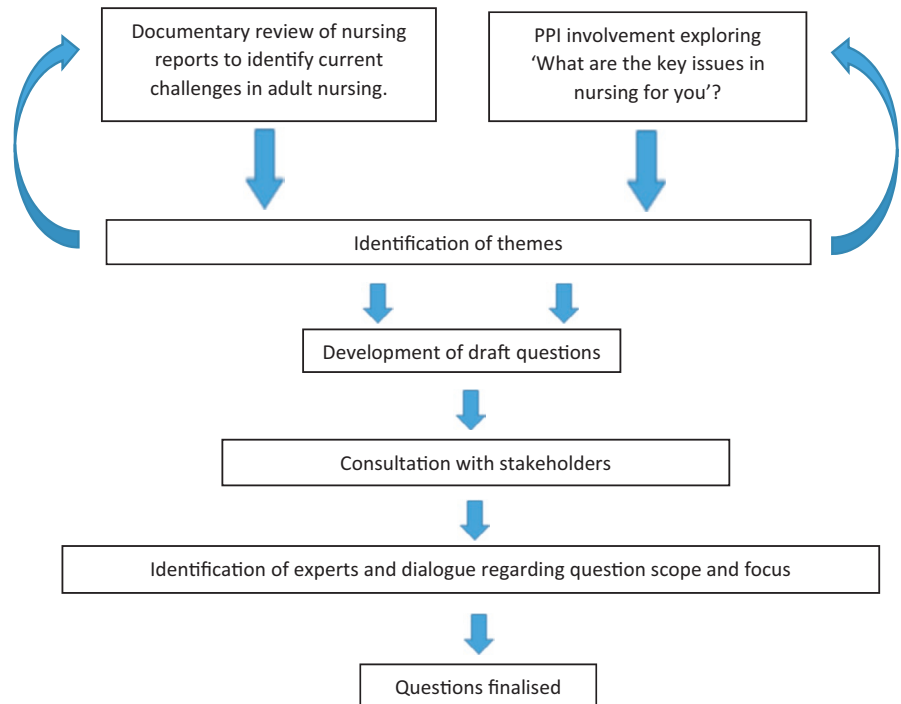 Documentary review of nursing
reports to identify current
challenges in adult nursing.
PPI involvement exploring
‘What are the key issues in
nursing for you’?
Identification of themes
Development of draft questions
Consultation with stakeholders
Identification of experts and dialogue regarding question scope and focus
Questions finalised